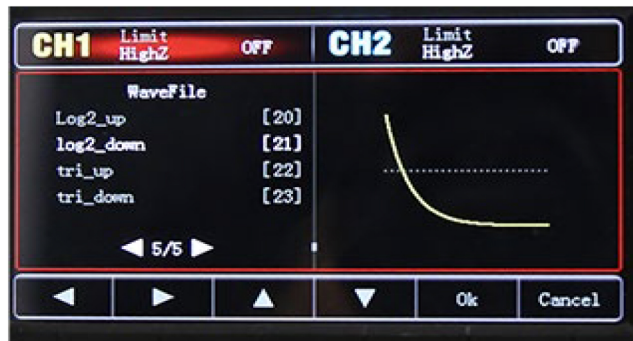 CH1 Limit HighZ OFF
CH2 Limit HighZ OFF
WaveFile
Log2_up [20]
log2_down [21]
tri_up [22]
tri_down [23]
◀ 5/5 ▶
◀ ▶ ▲ ▼ Ok Cancel